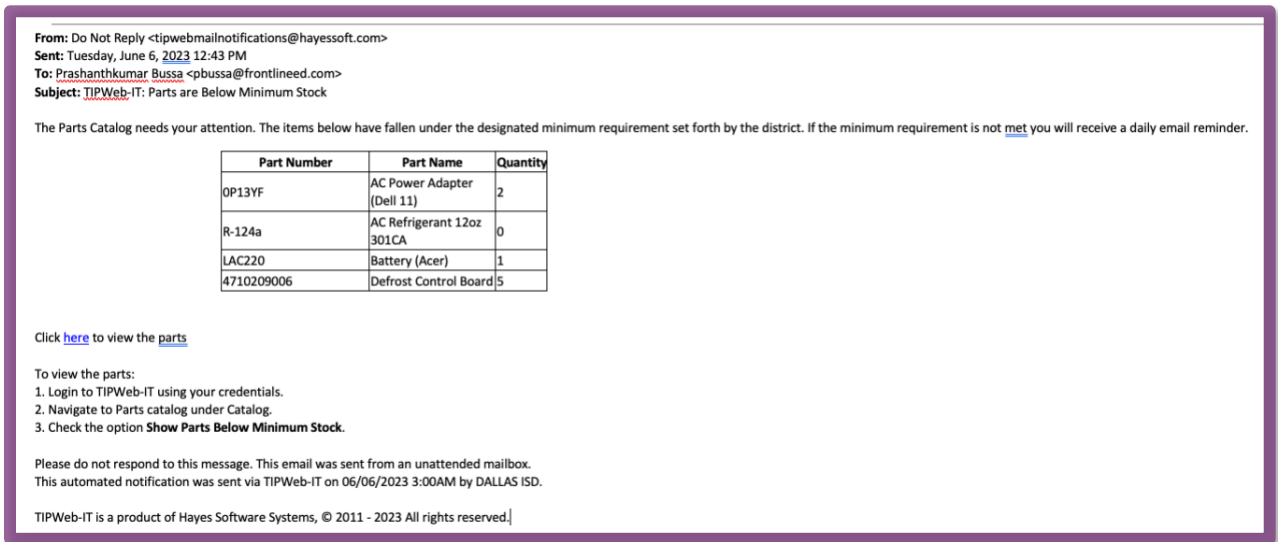 From: Do Not Reply <tipwebmailnotifications@hayessoft.com>
Sent: Tuesday, June 6, 2023 12:43 PM
To: Prashanthkumar Bussa <pbussa@frontlineed.com>
Subject: TIPWeb-IT: Parts are Below Minimum Stock
The Parts Catalog needs your attention. The items below have fallen under the designated minimum requirement set forth by the district. If the minimum requirement is not met you will receive a daily email reminder.
Part Number Part Name Quantity
0P13YF AC Power Adapter (Dell 11) 2
R-124a AC Refrigerant 12oz 301CA 0
LAC220 Battery (Acer) 1
4710209006 Defrost Control Board 5
Click here to view the parts
To view the parts:
1. Login to TIPWeb-IT using your credentials.
2. Navigate to Parts catalog under Catalog.
3. Check the option Show Parts Below Minimum Stock.
Please do not respond to this message. This email was sent from an unattended mailbox.
This automated notification was sent via TIPWeb-IT on 06/06/2023 3:00AM by DALLAS ISD.
TIPWeb-IT is a product of Hayes Software Systems, © 2011 - 2023 All rights reserved.